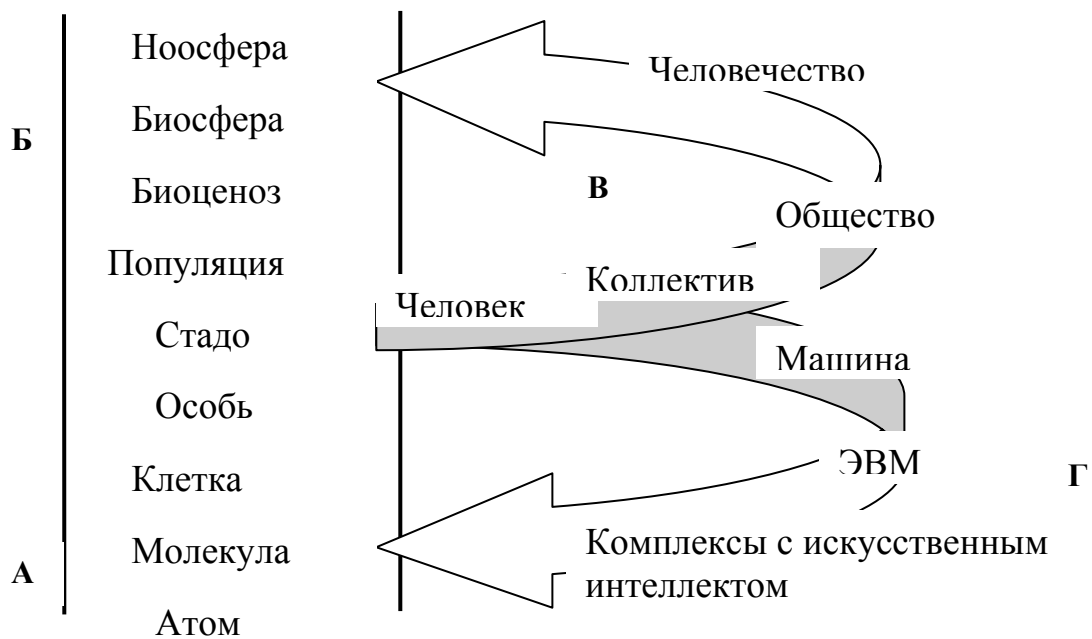 Ноосфера
Человечество
Биосфера
Б
Биоценоз
В
Общество
Популяция
Коллектив
Человек
Стадо
Машина
Особь
ЭВМ
Клетка
Г
Молекула
Комплексы с искусственным
интеллектом
А
Атом